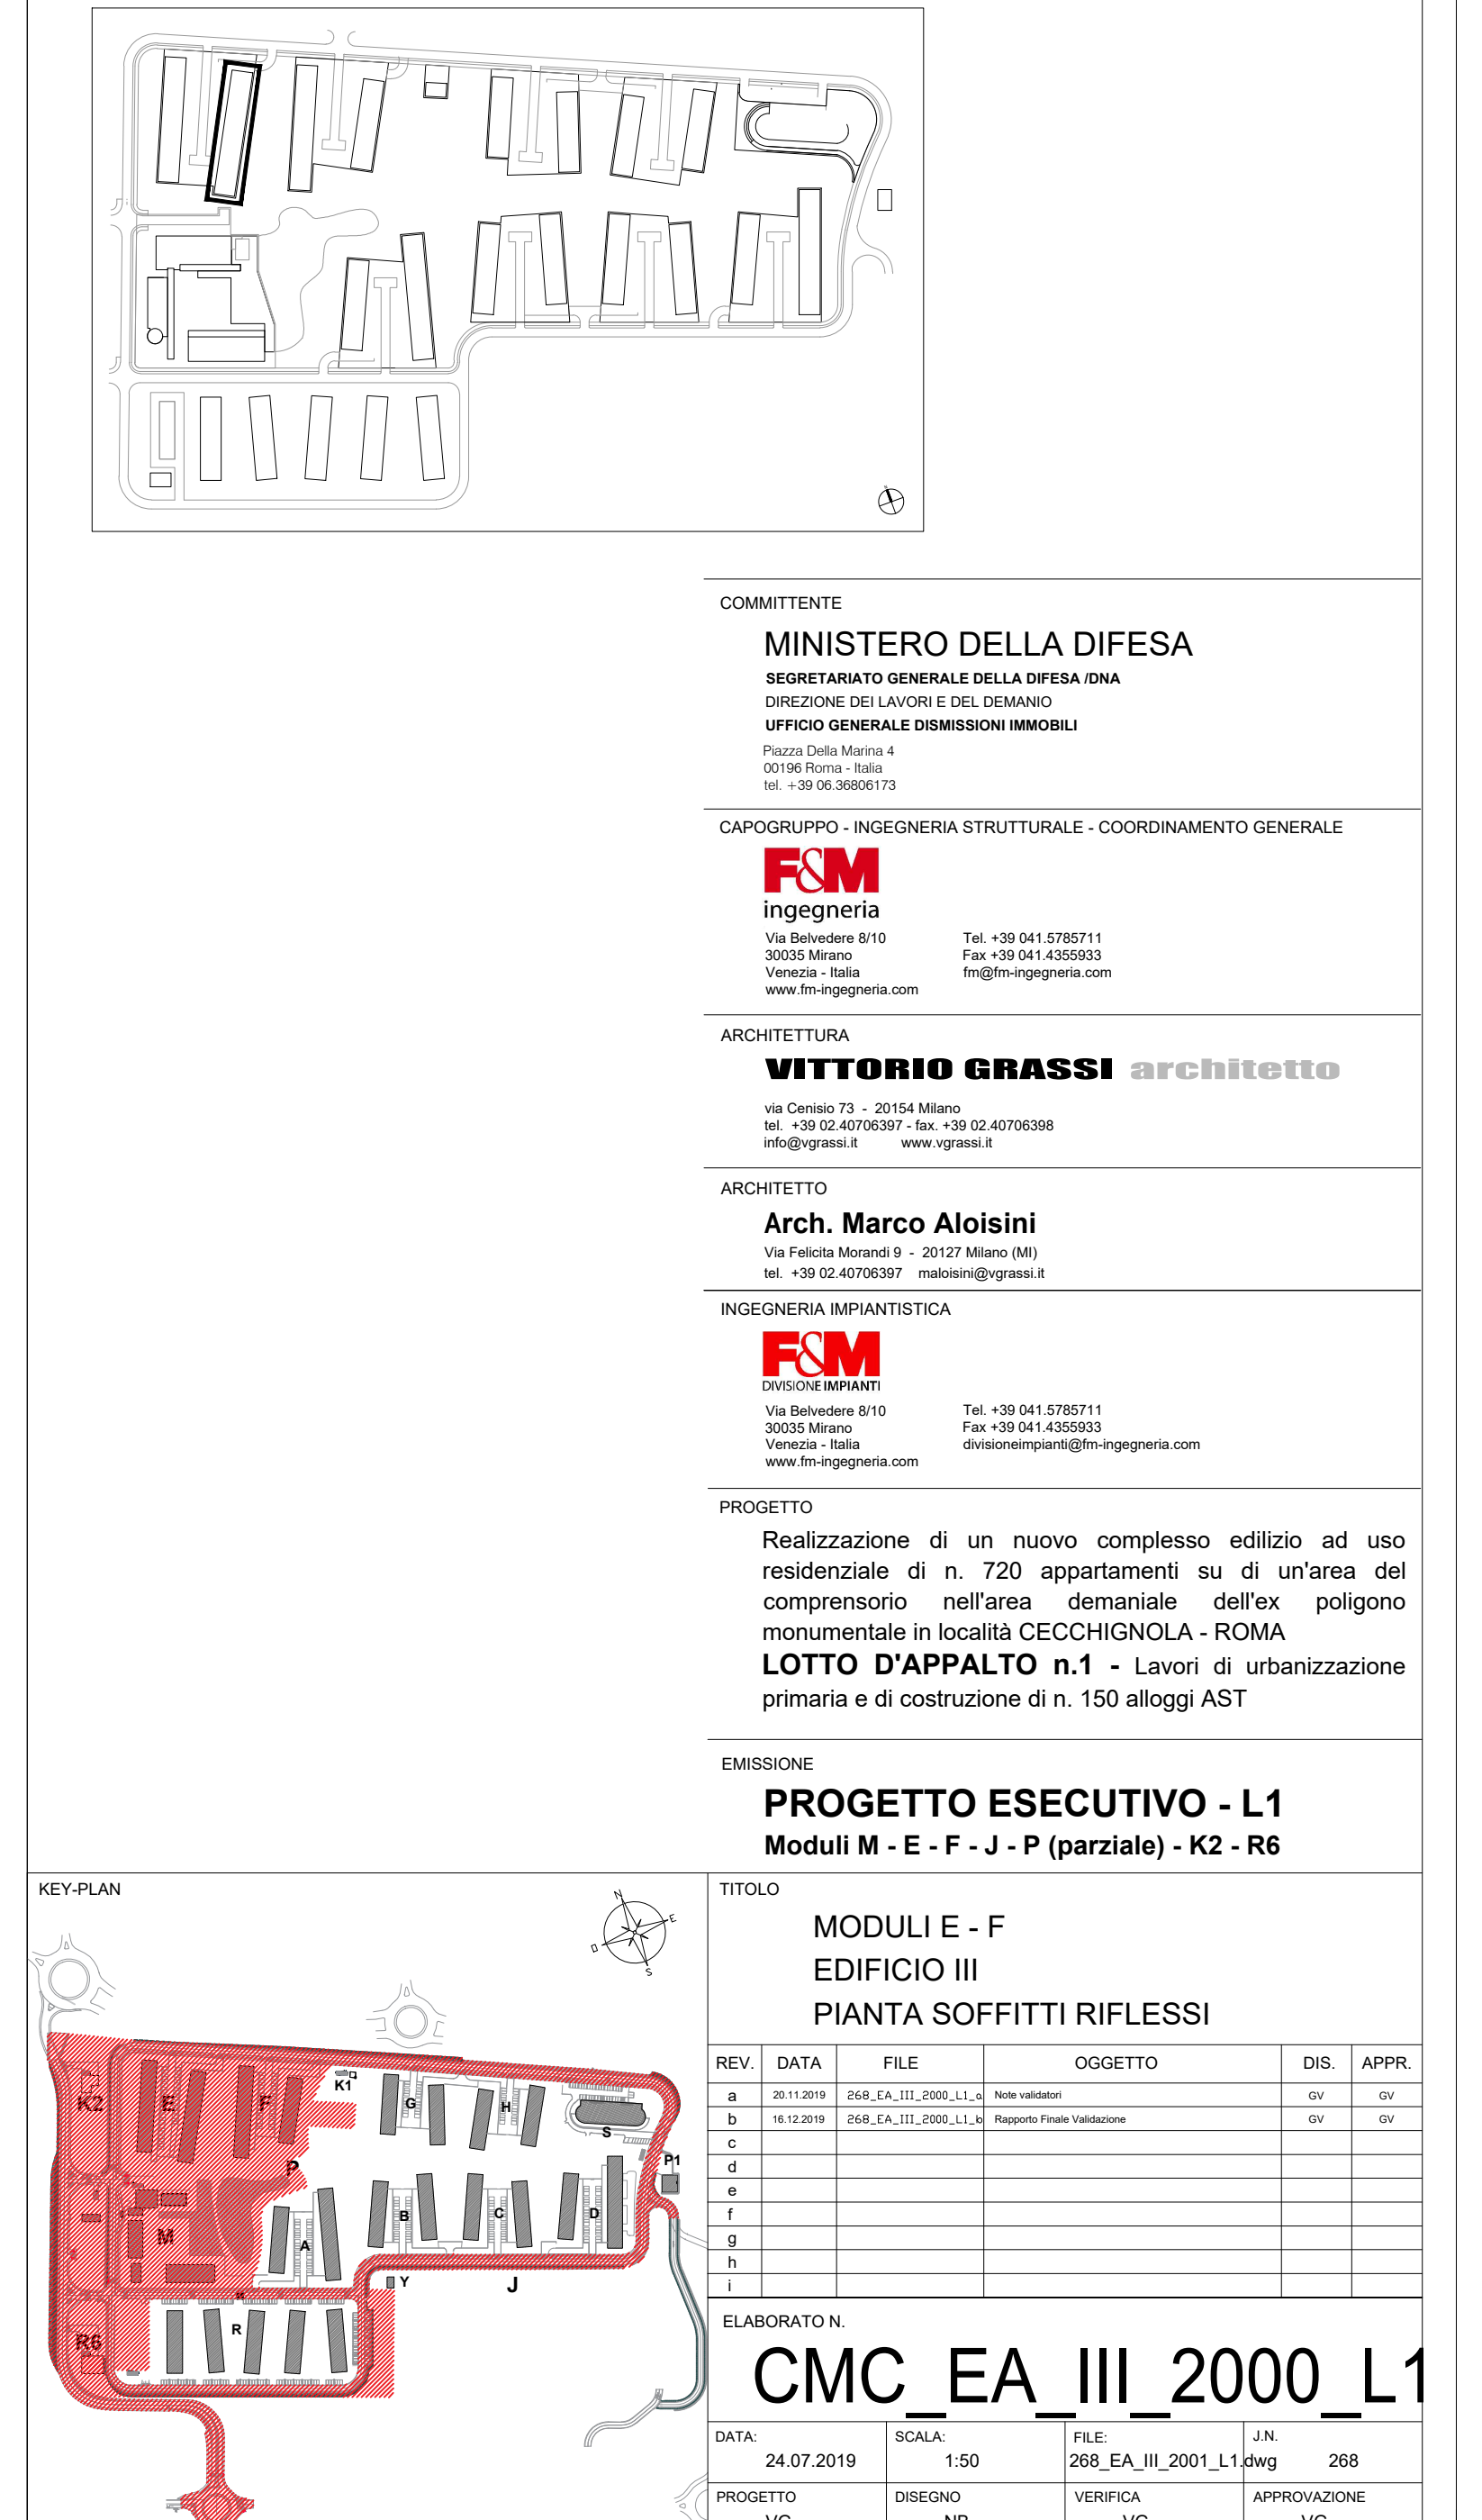 COMMITTENTE
MINISTERO DELLA DIFESA
SEGRETARIATO GENERALE DELLA DIFESA /DNA
DIREZIONE DEI LAVORI E DEL DEMANIO
UFFICIO GENERALE DISMISSIONI IMMOBILI
Piazza Della Marina 4
00196 Roma - Italia
tel. +39 06.36806173
CAPOGRUPPO - INGEGNERIA STRUTTURALE - COORDINAMENTO GENERALE
F&M
ingegneria
Via Belvedere 8/10 Tel. +39 041.5785711
30035 Mirano Fax +39 041.4355933
Venezia - Italia fm@fm-ingegneria.com
www.fm-ingegneria.com
ARCHITETTURA
VITTORIO GRASSI architetto
via Cenisio 73 - 20154 Milano
tel. +39 02.40706397 - fax. +39 02.40706398
info@vgrassi.it www.vgrassi.it
ARCHITETTO
Arch. Marco Aloisini
Via Felicita Morandi 9 - 20127 Milano (MI)
tel. +39 02.40706397 maloisini@vgrassi.it
INGEGNERIA IMPIANTISTICA
F&M
DIVISIONE IMPIANTI
Via Belvedere 8/10 Tel. +39 041.5785711
30035 Mirano Fax +39 041.4355933
Venezia - Italia divisioneimpianti@fm-ingegneria.com
www.fm-ingegneria.com
PROGETTO
Realizzazione di un nuovo complesso edilizio ad uso
residenziale di n. 720 appartamenti su di un'area del
comprensorio nell'area demaniale dell'ex poligono
monumentale in località CECCHIGNOLA - ROMA
LOTTO D'APPALTO n.1 - Lavori di urbanizzazione
primaria e di costruzione di n. 150 alloggi AST
EMISSIONE
PROGETTO ESECUTIVO - L1
Moduli M - E - F - J - P (parziale) - K2 - R6
KEY-PLAN
N
E
O
S
K2
E
F
K1
G
H
S
P
P1
M
A
B
C
D
Y
J
R
R6
TITOLO
MODULI E - F
EDIFICIO III
PIANTA SOFFITTI RIFLESSI
REV. DATA FILE OGGETTO DIS. APPR.
a 20.11.2019 268_EA_III_2000_L1_a Note validatori GV GV
b 16.12.2019 268_EA_III_2000_L1_b Rapporto Finale Validazione GV GV
c
d
e
f
g
h
i
ELABORATO N.
CMC_EA_III_2000_L1
DATA: SCALA: FILE: J.N.
24.07.2019 1:50 268_EA_III_2001_L1.dwg 268
PROGETTO DISEGNO VERIFICA APPROVAZIONE